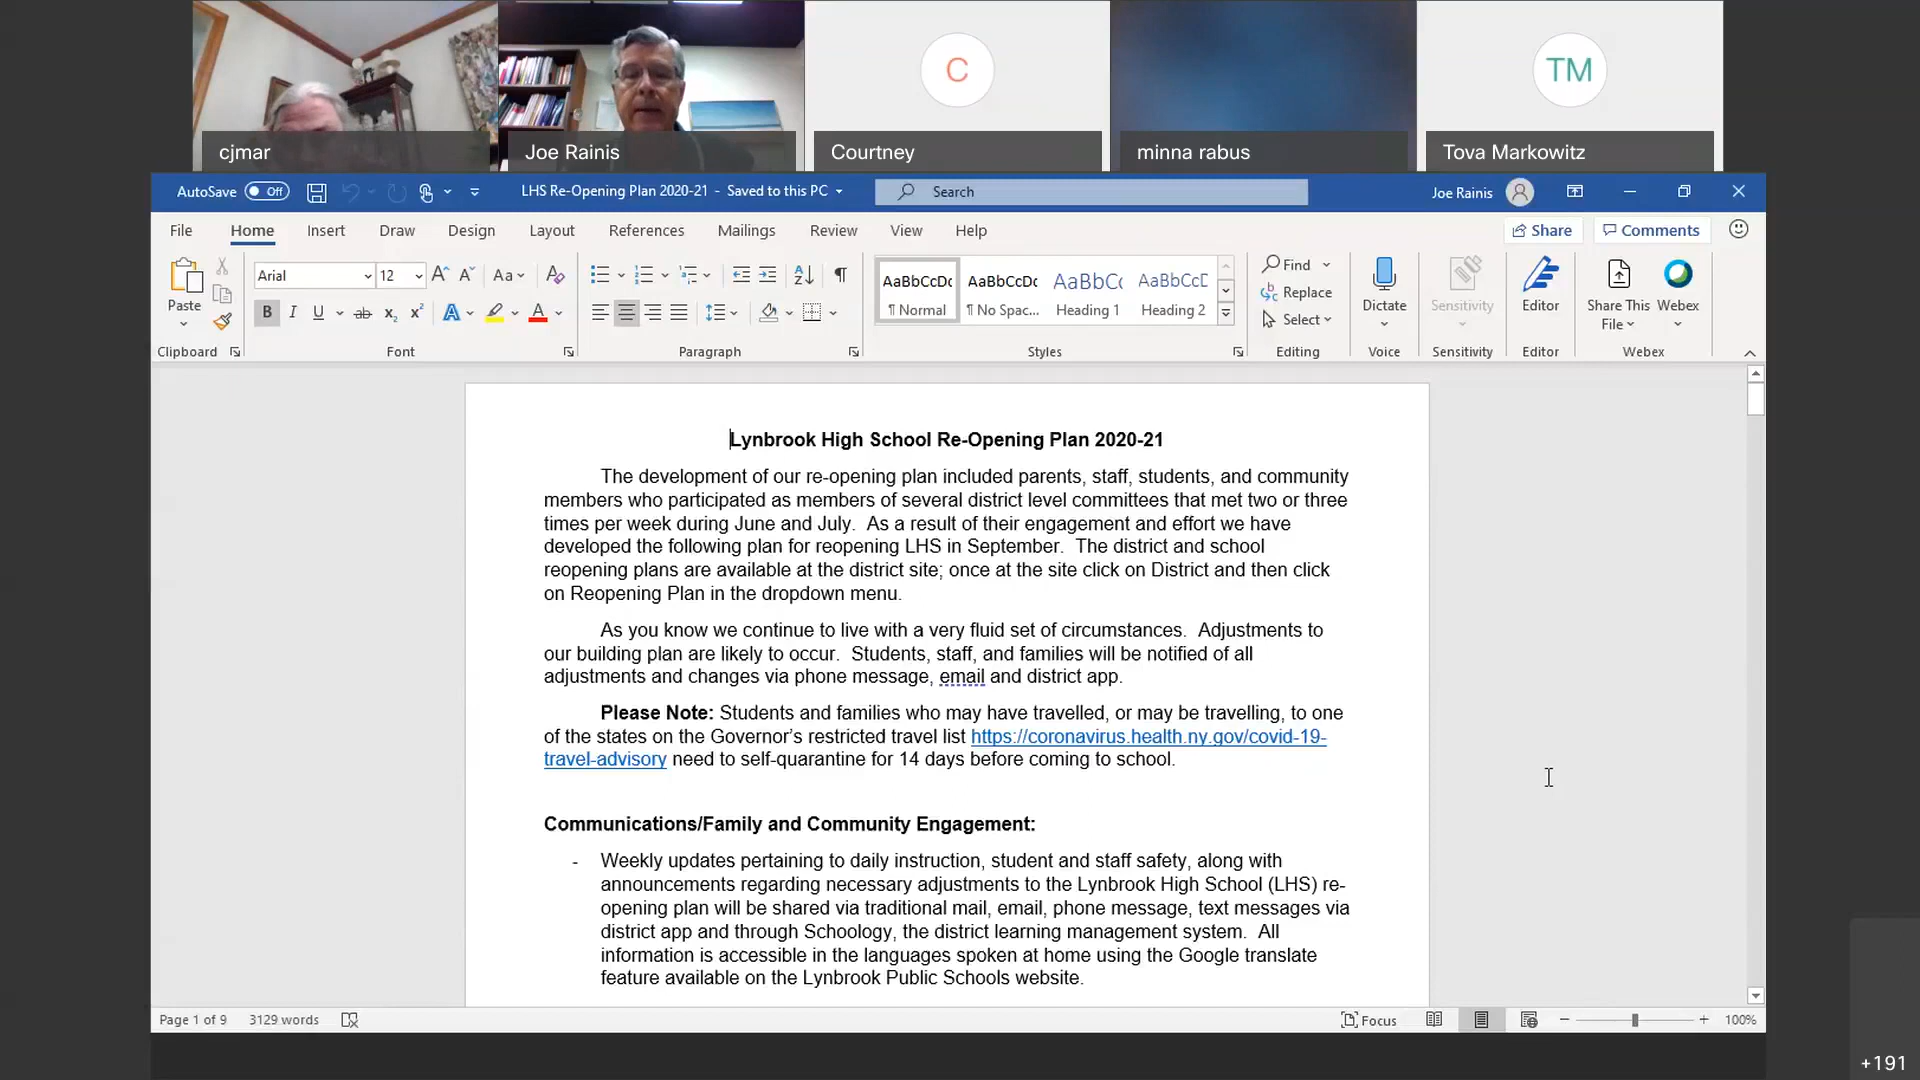 cjmar
Joe Rainis
C
Courtney
minna rabus
TM
Tova Markowitz
AutoSave Off
LHS Re-Opening Plan 2020-21 - Saved to this PC
Search
Joe Rainis
File Home Insert Draw Design Layout References Mailings Review View Help
Share Comments
Paste
Clipboard
Arial 12
Aa
B I U ab x₂ x² A A
Font
Paragraph
AaBbCcDc AaBbCcDc AaBbCc AaBbCcD
¶ Normal ¶ No Spac... Heading 1 Heading 2
Styles
Find
Replace
Select
Editing
Dictate
Voice
Sensitivity
Sensitivity
Editor
Editor
Share This File
Webex
Webex
Lynbrook High School Re-Opening Plan 2020-21
The development of our re-opening plan included parents, staff, students, and community
members who participated as members of several district level committees that met two or three
times per week during June and July. As a result of their engagement and effort we have
developed the following plan for reopening LHS in September. The district and school
reopening plans are available at the district site; once at the site click on District and then click
on Reopening Plan in the dropdown menu.
As you know we continue to live with a very fluid set of circumstances. Adjustments to
our building plan are likely to occur. Students, staff, and families will be notified of all
adjustments and changes via phone message, email and district app.
Please Note: Students and families who may have travelled, or may be travelling, to one
of the states on the Governor's restricted travel list https://coronavirus.health.ny.gov/covid-19-
travel-advisory need to self-quarantine for 14 days before coming to school.
Communications/Family and Community Engagement:
- Weekly updates pertaining to daily instruction, student and staff safety, along with
announcements regarding necessary adjustments to the Lynbrook High School (LHS) re-
opening plan will be shared via traditional mail, email, phone message, text messages via
district app and through Schoology, the district learning management system. All
information is accessible in the languages spoken at home using the Google translate
feature available on the Lynbrook Public Schools website.
Page 1 of 9 3129 words
Focus
100%
+191